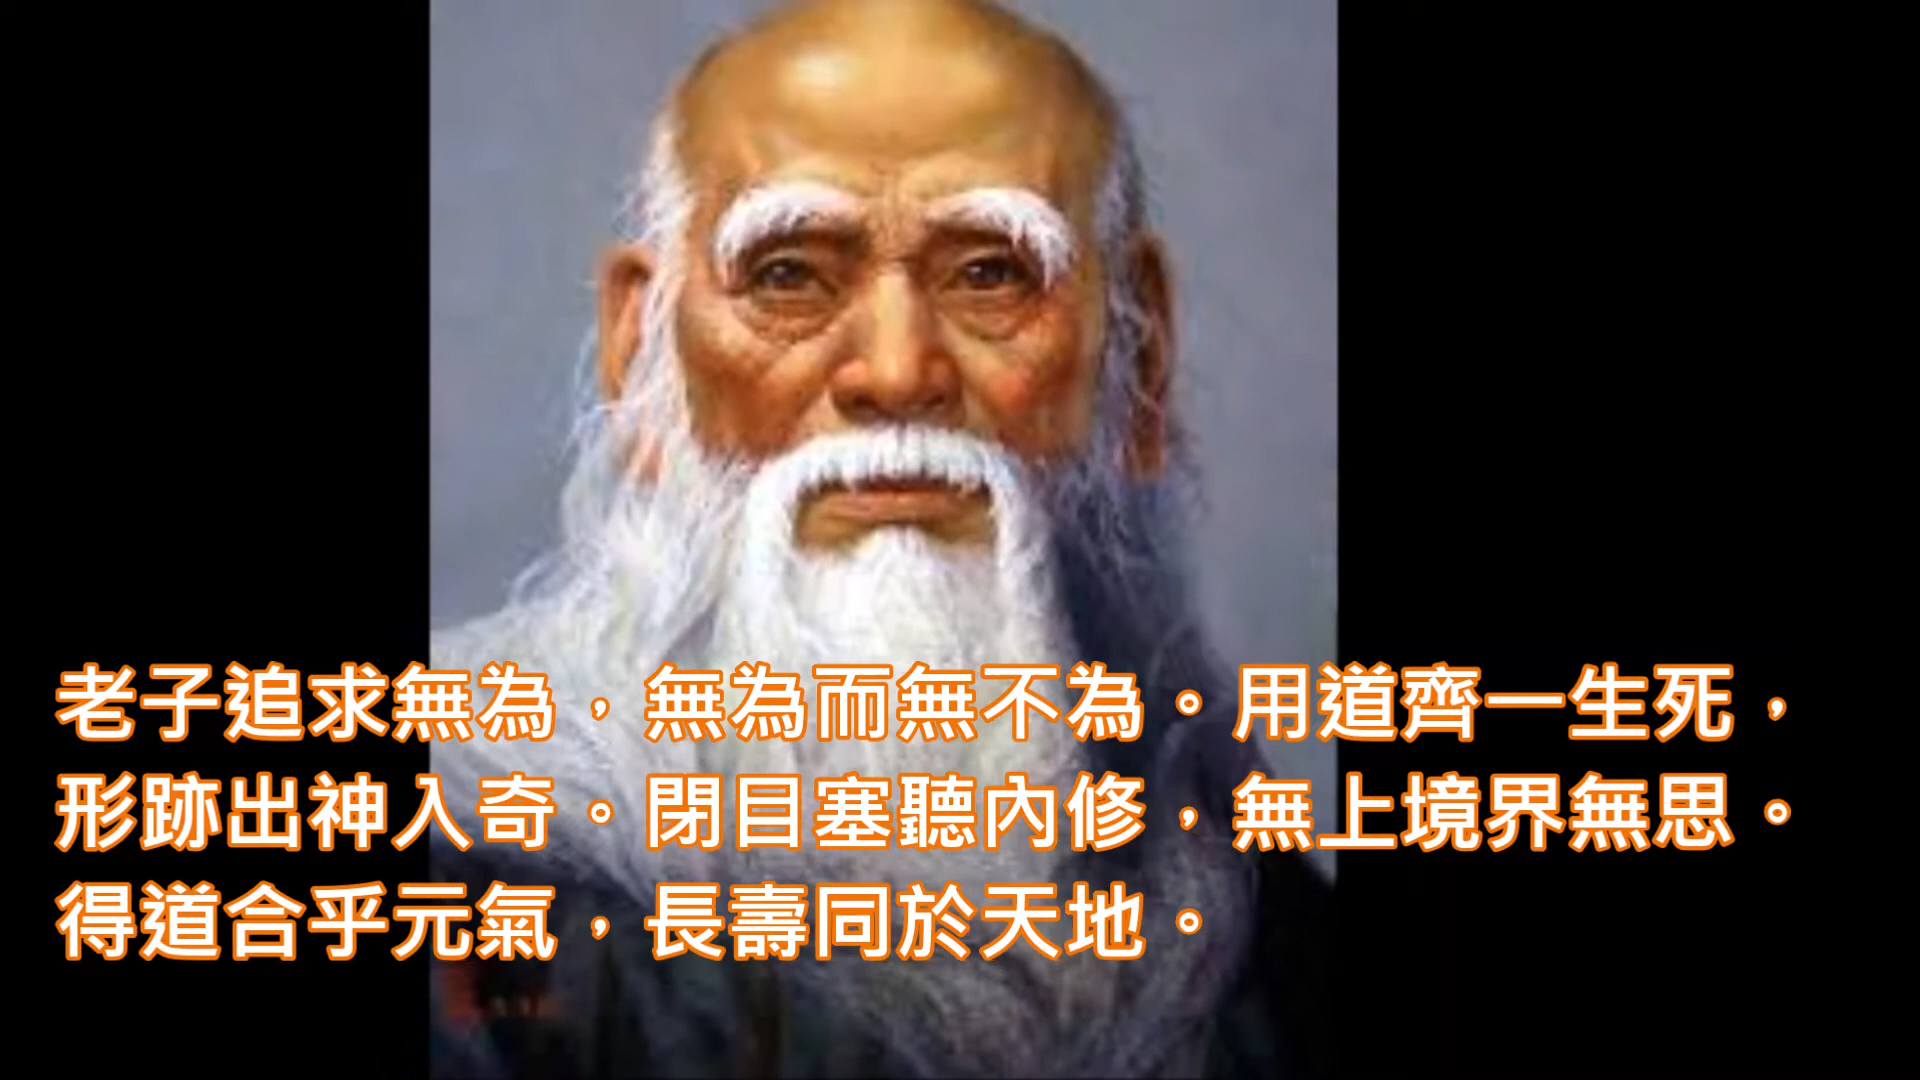 老子追求無為，無為而無不為。用道齊一生死，
形跡出神入奇。閉目塞聽內修，無上境界無思。
得道合乎元氣，長壽同於天地。